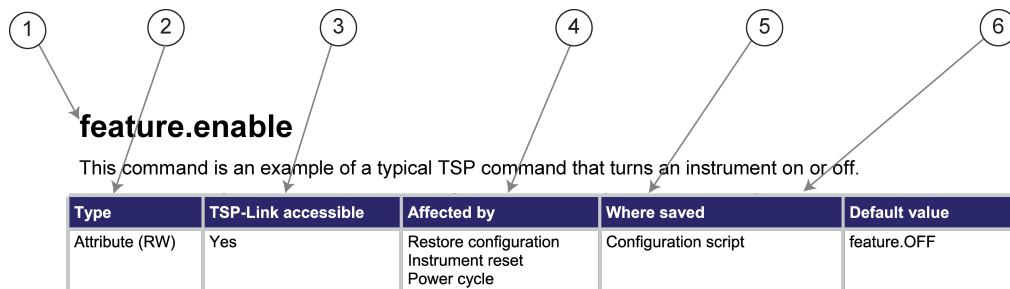 1 2 3 4 5 6
feature.enable
This command is an example of a typical TSP command that turns an instrument on or off.
Type TSP-Link accessible Affected by Where saved Default value
Attribute (RW) Yes Restore configuration Configuration script feature.OFF
Instrument reset
Power cycle